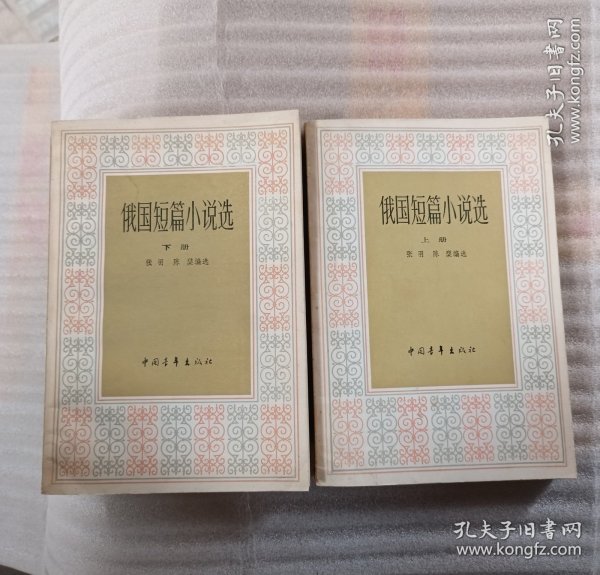 俄国短篇小说选
下册
张羽 陈燊编选
中国青年出版社
俄国短篇小说选
上册
张羽 陈燊编选
中国青年出版社
孔夫子旧书网
www.kongfz.com
孔夫子旧书网
www.kongfz.com